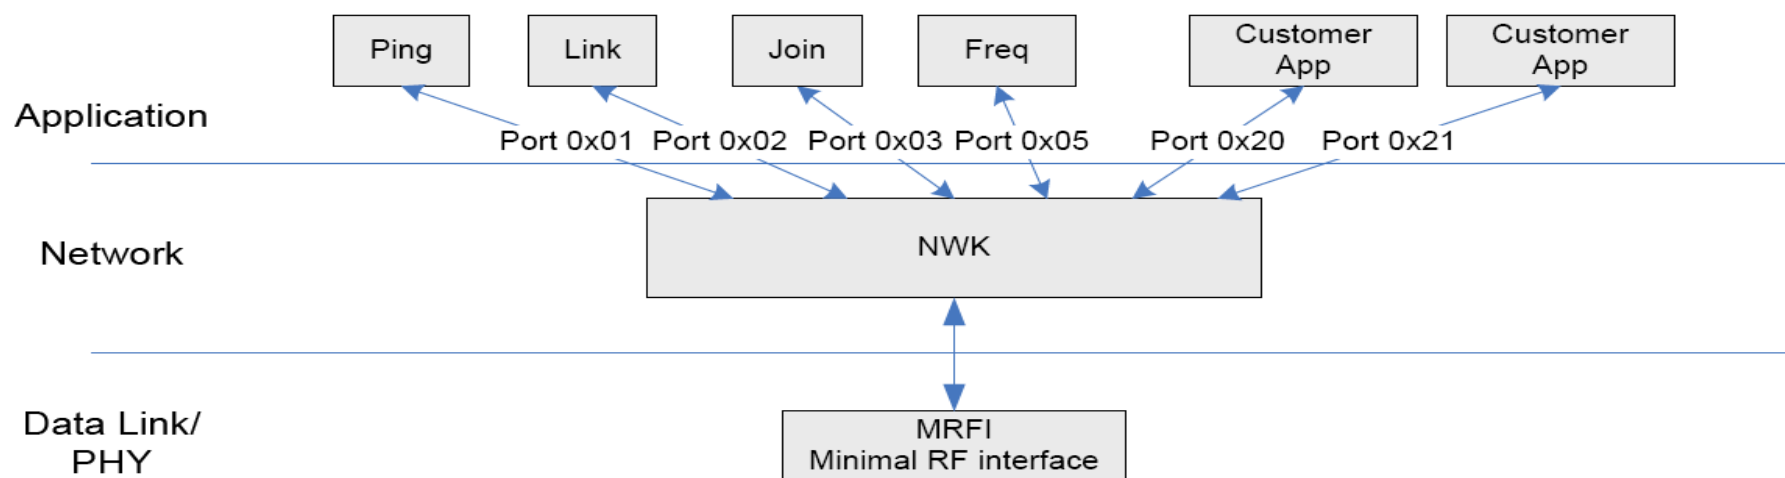 Ping
Link
Join
Freq
Customer
App
Customer
App
Application
Port 0x01
Port 0x02
Port 0x03
Port 0x05
Port 0x20
Port 0x21
Network
NWK
Data Link/
PHY
MRFI
Minimal RF interface